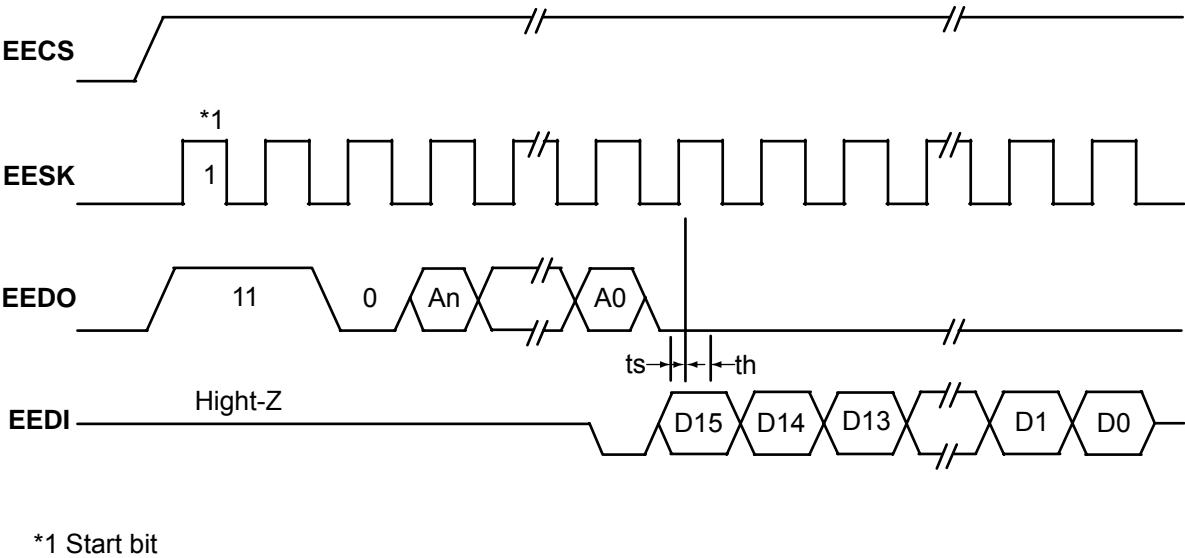 EECS
*1
EESK 1
EEDO 11 0 An A0
ts th
Hight-Z
EEDI D15 D14 D13 D1 D0
*1 Start bit